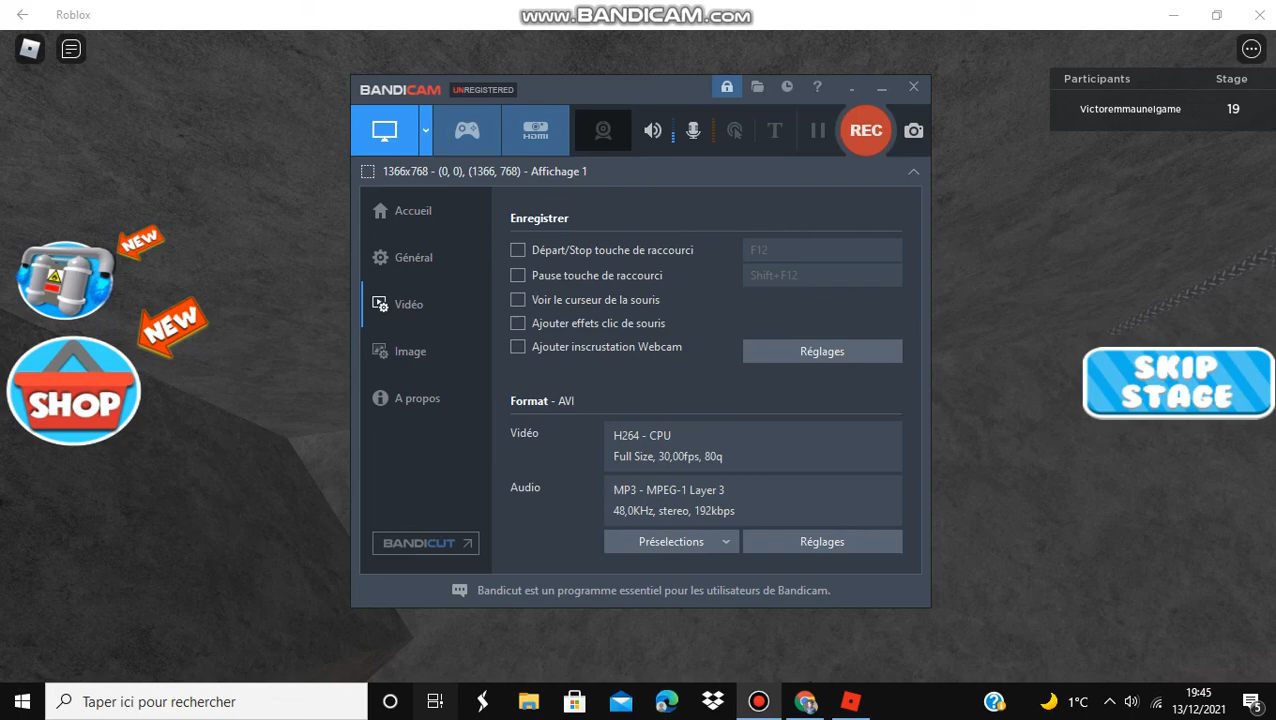 Roblox
www.BANDICAM.com
Participants Stage
Victoremmaunelgame 19
BANDICAM UNREGISTERED
HDMI
T
REC
1366x768 - (0, 0), (1366, 768) - Affichage 1
Accueil
Général
Vidéo
Image
A propos
BANDICUT
Enregistrer
Départ/Stop touche de raccourci F12
Pause touche de raccourci Shift+F12
Voir le curseur de la souris
Ajouter effets clic de souris
Ajouter inscrustation Webcam Réglages
Format - AVI
Vidéo
H264 - CPU
Full Size, 30,00fps, 80q
Audio
MP3 - MPEG-1 Layer 3
48,0KHz, stereo, 192kbps
Préselections Réglages
Bandicut est un programme essentiel pour les utilisateurs de Bandicam.
NEW
NEW
SHOP
SKIP
STAGE
Taper ici pour rechercher
1°C
19:45
13/12/2021
5